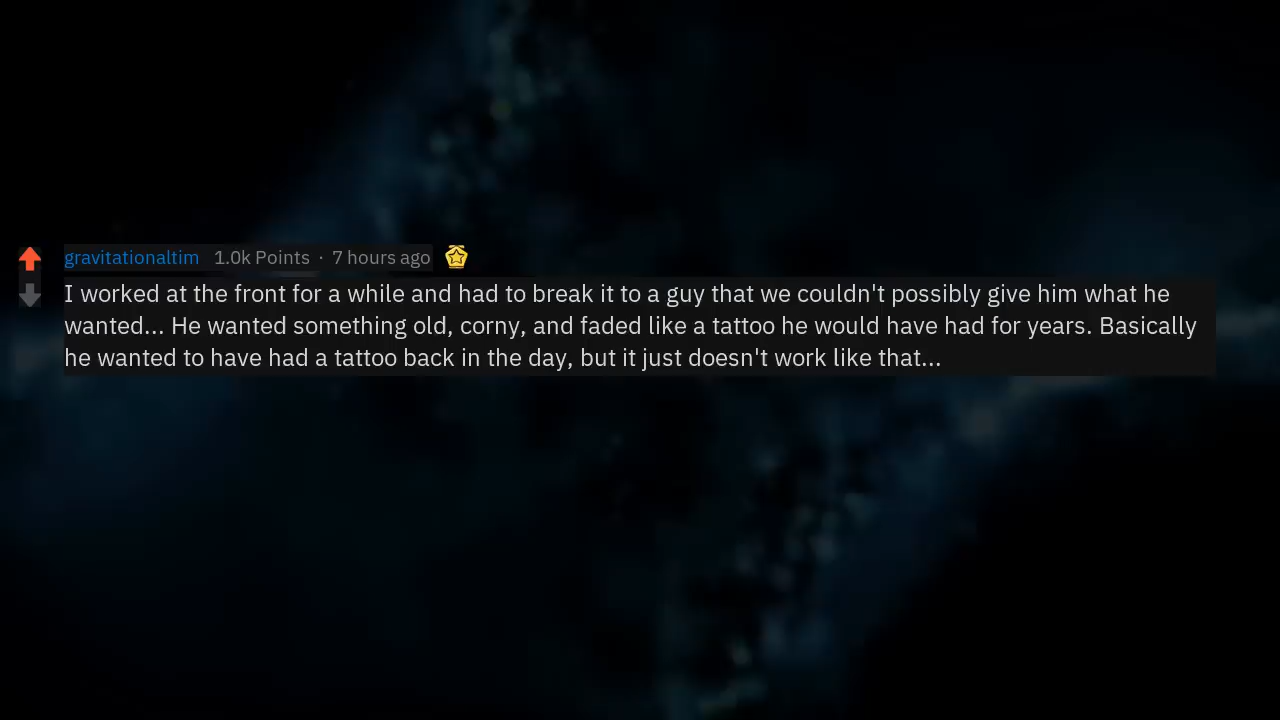 gravitationaltim 1.0k Points · 7 hours ago
I worked at the front for a while and had to break it to a guy that we couldn't possibly give him what he
wanted... He wanted something old, corny, and faded like a tattoo he would have had for years. Basically
he wanted to have had a tattoo back in the day, but it just doesn't work like that...